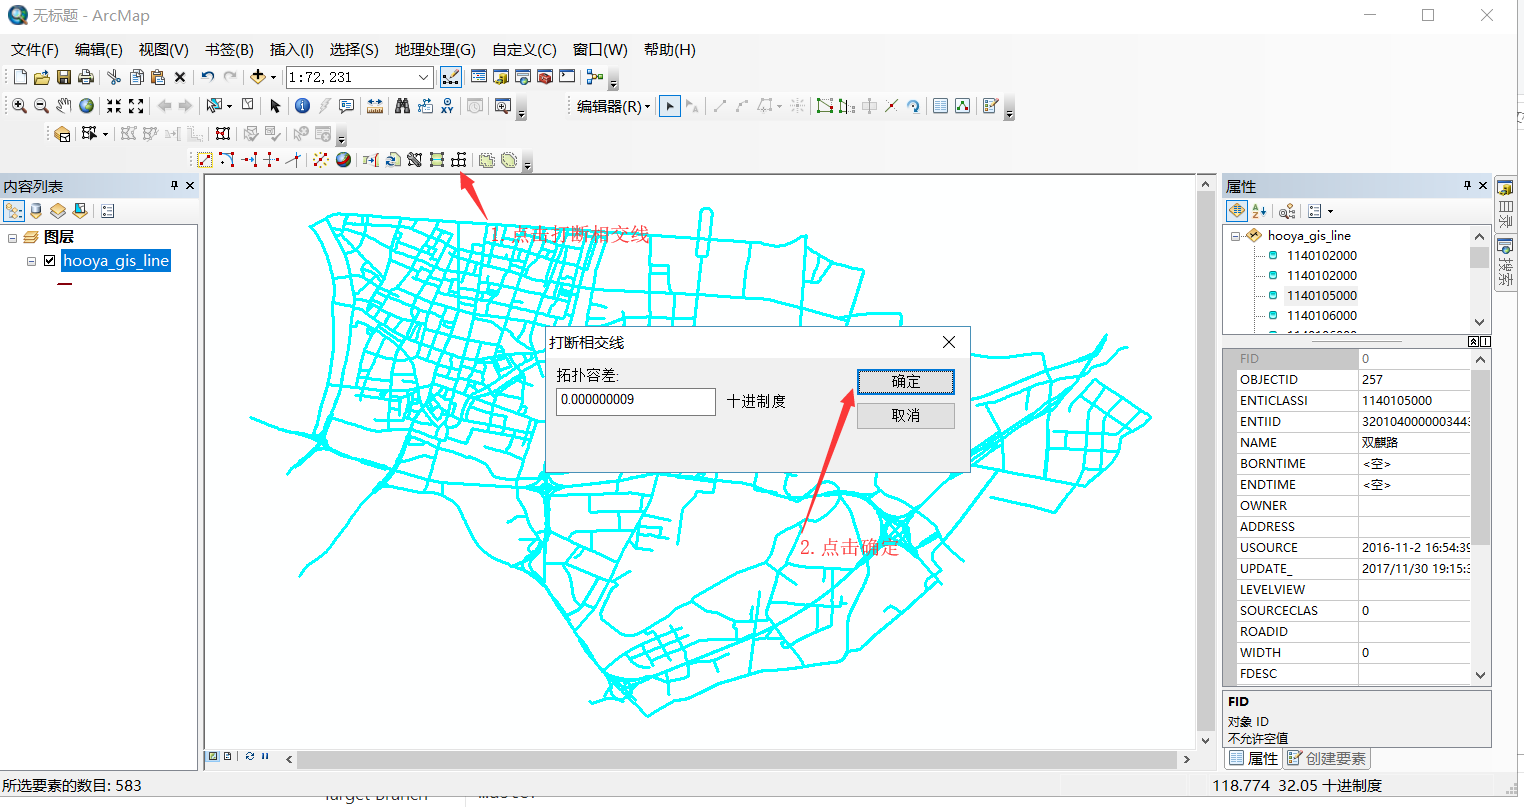 无标题 - ArcMap
文件(F) 编辑(E) 视图(V) 书签(B) 插入(I) 选择(S) 地理处理(G) 自定义(C) 窗口(W) 帮助(H)
1:72,231
编辑器(R)
内容列表
图层
hooya_gis_line
1.点击打断相交线
打断相交线
拓扑容差:
0.000000009
十进制度
确定
取消
2.点击确定
属性
hooya_gis_line
1140102000
1140102000
1140105000
1140106000
FID 0
OBJECTID 257
ENTICLASSI 1140105000
ENTIID 3201040000003443
NAME 双麒路
BORNTIME <空>
ENDTIME <空>
OWNER
ADDRESS
USOURCE 2016-11-2 16:54:39
UPDATE_ 2017/11/30 19:15:3
LEVELVIEW
SOURCECLAS 0
ROADID
WIDTH 0
FDESC
FID
对象 ID
不允许空值
属性 创建要素
目录
搜索
所选要素的数目: 583
118.774 32.05 十进制度